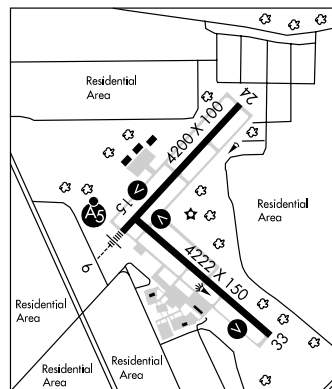 Residential
Area
24
4200 X 100
V
15
A5
V
Residential
Area
6
4222 X 150
V
33
Residential
Area
Residential
Area
Residential
Area